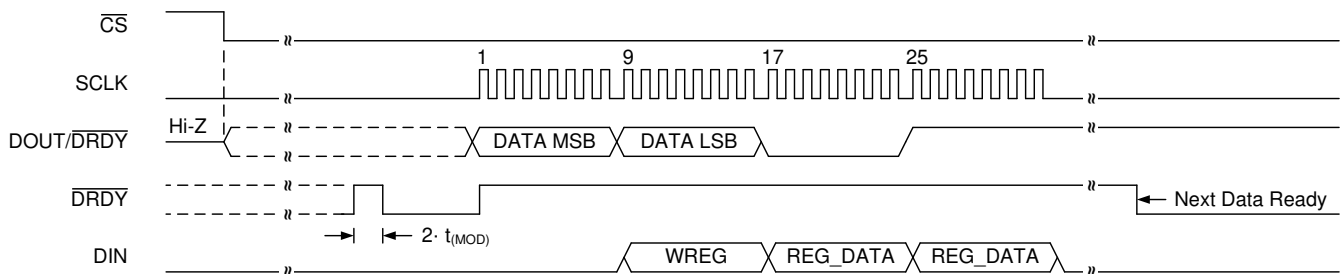 CS
SCLK
1 9 17 25
DOUT/DRDY
Hi-Z
DATA MSB
DATA LSB
DRDY
Next Data Ready
2· t(MOD)
DIN
WREG
REG_DATA
REG_DATA